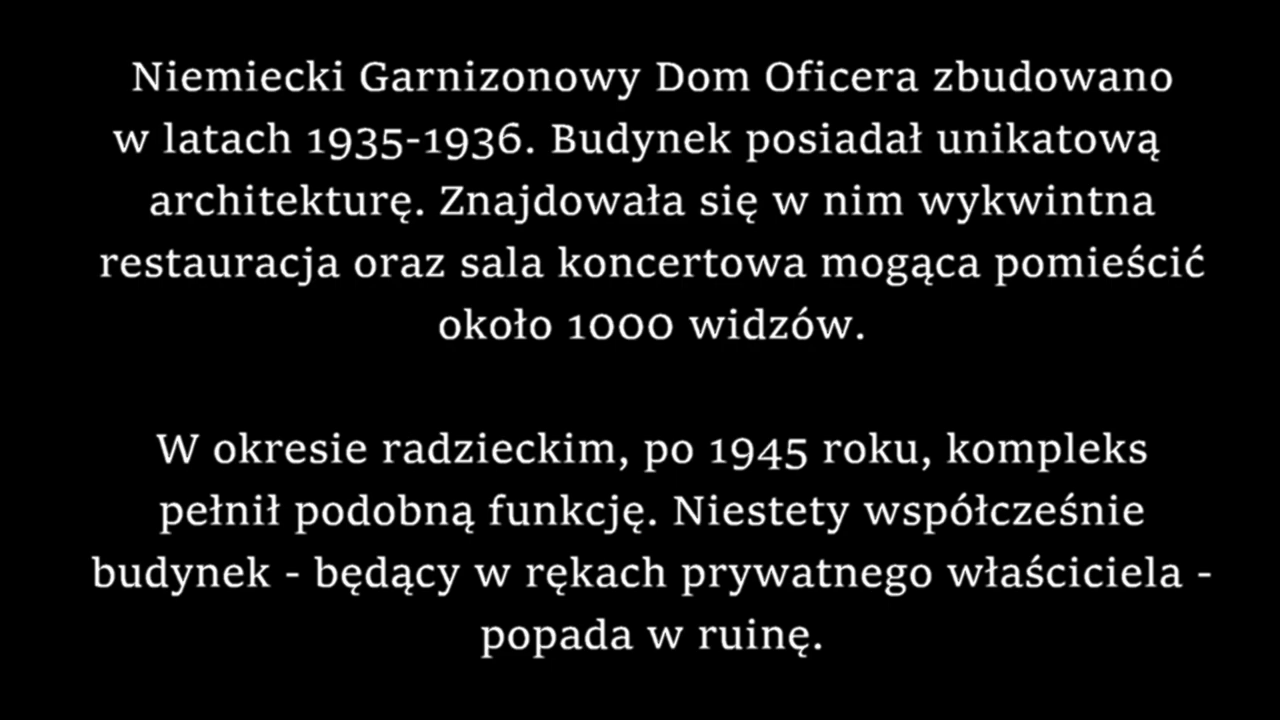 Niemiecki Garnizonowy Dom Oficera zbudowano
w latach 1935-1936. Budynek posiadał unikatową
architekturę. Znajdowała się w nim wykwintna
restauracja oraz sala koncertowa mogąca pomieścić
około 1000 widzów.
W okresie radzieckim, po 1945 roku, kompleks
pełnił podobną funkcję. Niestety współcześnie
budynek - będący w rękach prywatnego właściciela -
popada w ruinę.